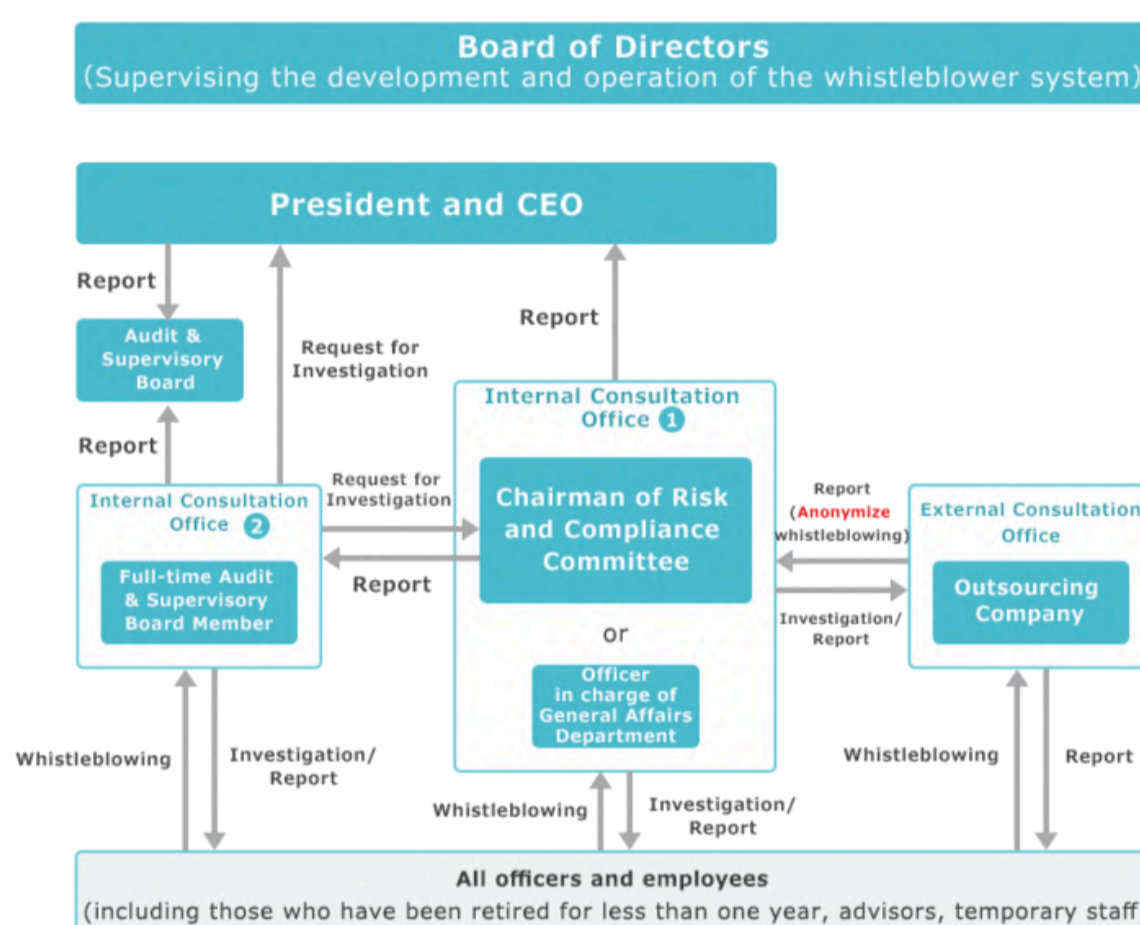 Board of Directors
(Supervising the development and operation of the whistleblower system)
President and CEO
Report
Report
Request for
Investigation
Audit &
Supervisory
Board
Report
Internal Consultation
Office 1
Chairman of Risk
and Compliance
Committee
or
Officer
in charge of
General Affairs
Department
Internal Consultation
Office 2
Full-time Audit
& Supervisory
Board Member
Request for
Investigation
Report
Report
(Anonymize
whistleblowing)
Investigation/
Report
External Consultation
Office
Outsourcing
Company
Whistleblowing
Investigation/
Report
Whistleblowing
Investigation/
Report
Whistleblowing
Report
All officers and employees
(including those who have been retired for less than one year, advisors, temporary staff